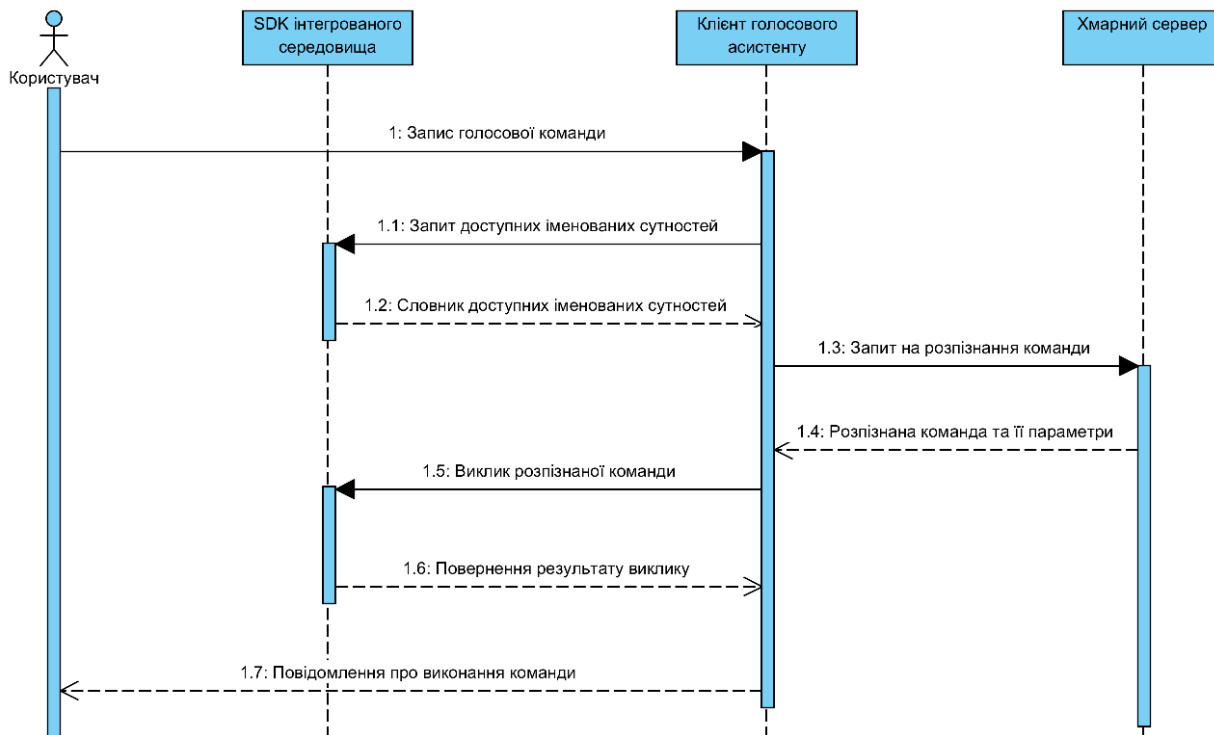 SDK інтегрованого
середовища
Клієнт голосового
асистенту
Хмарний сервер
Користувач
1: Запис голосової команди
1.1: Запит доступних іменованих сутностей
1.2: Словник доступних іменованих сутностей
1.3: Запит на розпізнання команди
1.4: Розпізнана команда та її параметри
1.5: Виклик розпізнаної команди
1.6: Повернення результату виклику
1.7: Повідомлення про виконання команди